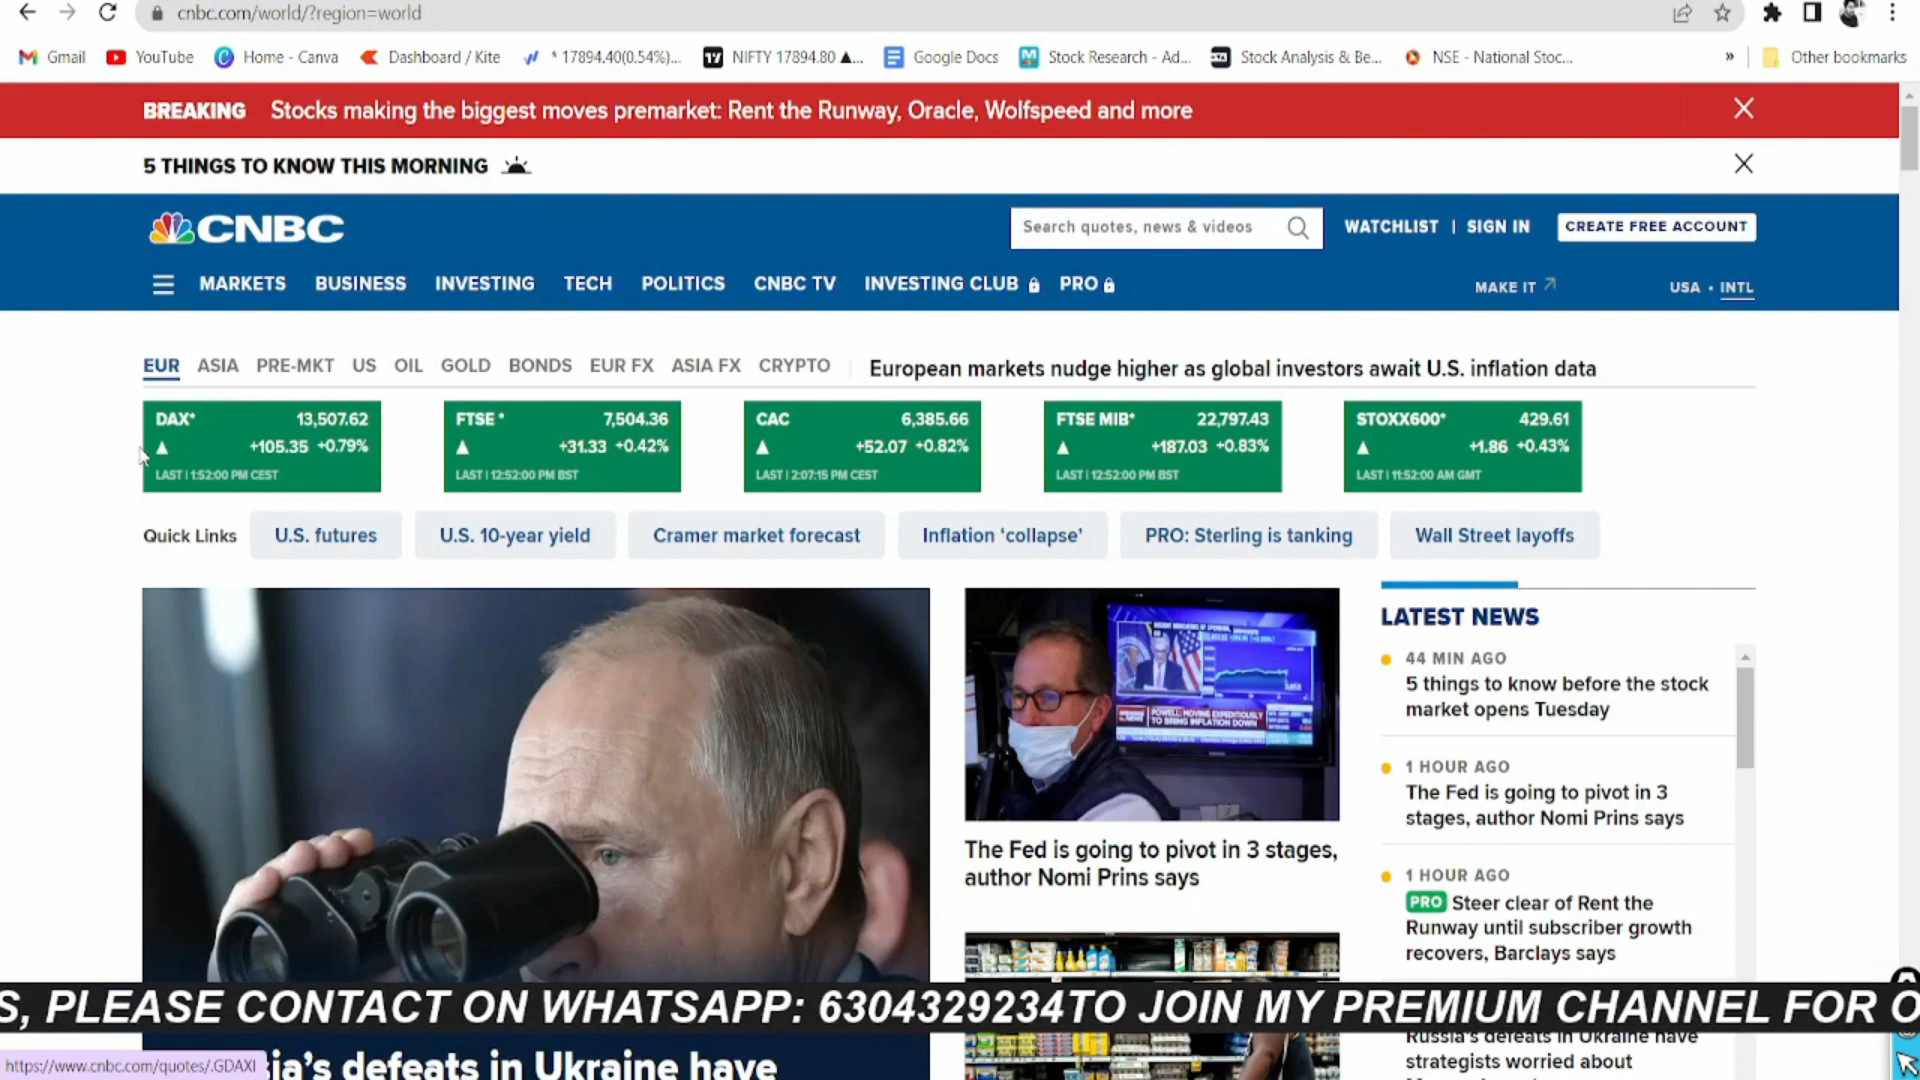 cnbc.com/world/?region=world
Gmail YouTube Home - Canva Dashboard / Kite * 17894.40(0.54%)... NIFTY 17894.80 ▲... Google Docs Stock Research - Ad... Stock Analysis & Be... NSE - National Stoc... » Other bookmarks
BREAKING Stocks making the biggest moves premarket: Rent the Runway, Oracle, Wolfspeed and more
5 THINGS TO KNOW THIS MORNING
CNBC
Search quotes, news & videos
WATCHLIST | SIGN IN
CREATE FREE ACCOUNT
MARKETS BUSINESS INVESTING TECH POLITICS CNBC TV INVESTING CLUB PRO
MAKE IT
USA • INTL
EUR ASIA PRE-MKT US OIL GOLD BONDS EUR FX ASIA FX CRYPTO
European markets nudge higher as global investors await U.S. inflation data
DAX* 13,507.62
▲ +105.35 +0.79%
LAST | 1:52:00 PM CEST
FTSE * 7,504.36
▲ +31.33 +0.42%
LAST | 12:52:00 PM BST
CAC 6,385.66
▲ +52.07 +0.82%
LAST | 2:07:15 PM CEST
FTSE MIB* 22,797.43
▲ +187.03 +0.83%
LAST | 12:52:00 PM BST
STOXX600* 429.61
▲ +1.86 +0.43%
LAST | 11:52:00 AM GMT
Quick Links U.S. futures U.S. 10-year yield Cramer market forecast Inflation ‘collapse’ PRO: Sterling is tanking Wall Street layoffs
POWELL: MOVING EXPEDITIOUSLY
TO BRING INFLATION DOWN
The Fed is going to pivot in 3 stages,
author Nomi Prins says
LATEST NEWS
44 MIN AGO
5 things to know before the stock
market opens Tuesday
1 HOUR AGO
The Fed is going to pivot in 3
stages, author Nomi Prins says
1 HOUR AGO
PRO Steer clear of Rent the
Runway until subscriber growth
recovers, Barclays says
S, PLEASE CONTACT ON WHATSAPP: 6304329234TO JOIN MY PREMIUM CHANNEL FOR O
Russia's defeats in Ukraine have
strategists worried about
ia’s defeats in Ukraine have
https://www.cnbc.com/quotes/.GDAXI